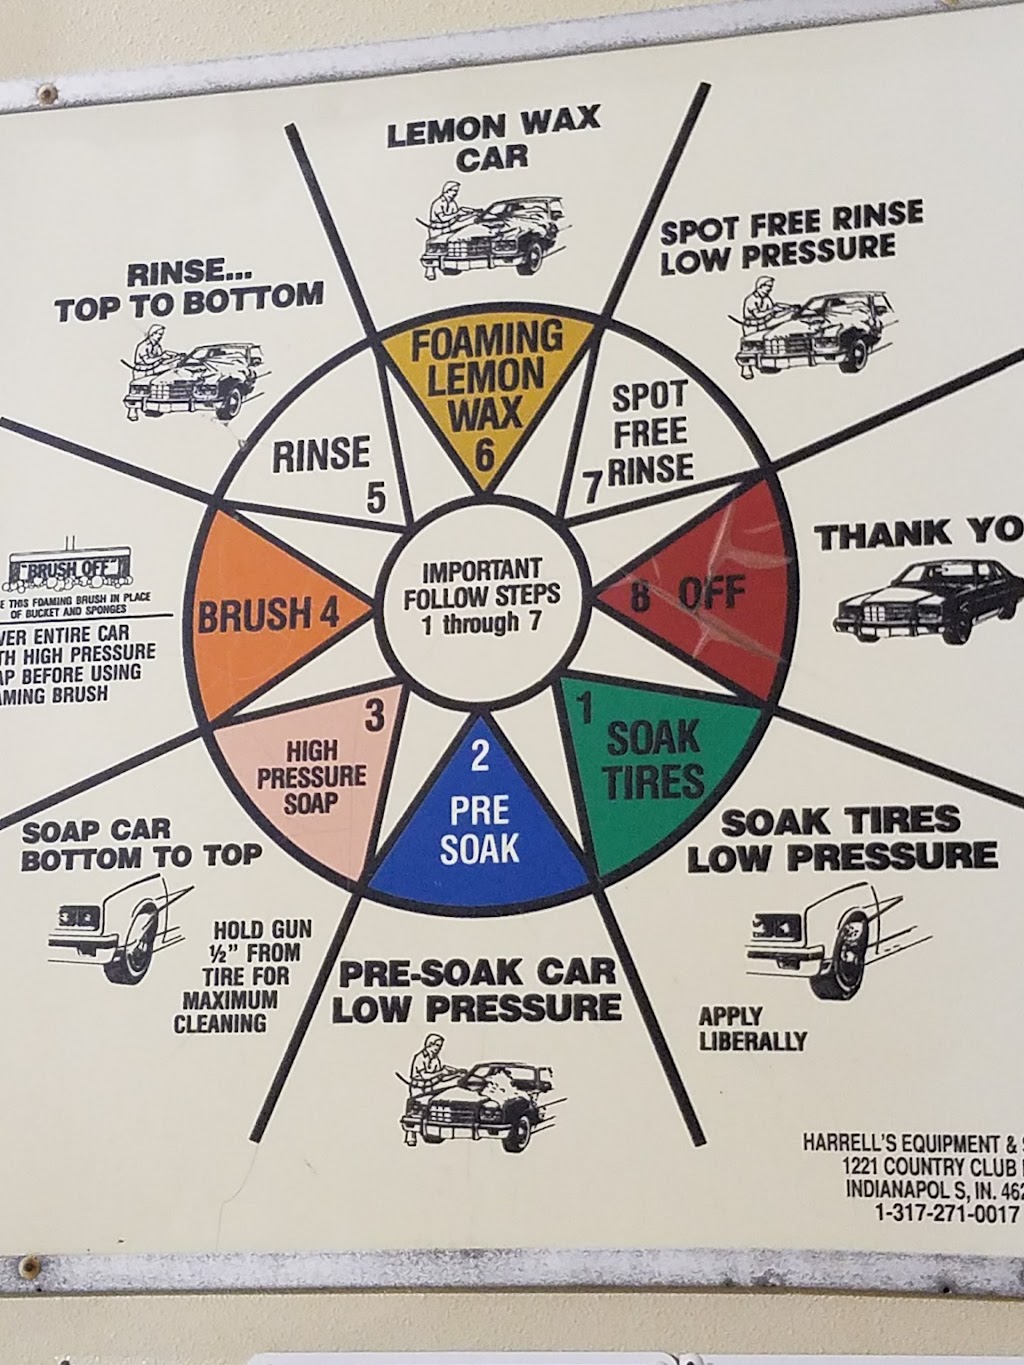 LEMON WAX
CAR
SPOT FREE RINSE
LOW PRESSURE
RINSE...
TOP TO BOTTOM
FOAMING
LEMON
WAX
6
SPOT
FREE
7 RINSE
RINSE
5
THANK YO
"BRUSH OFF"
E THIS FOAMING BRUSH IN PLACE
OF BUCKET AND SPONGES
VER ENTIRE CAR
TH HIGH PRESSURE
AP BEFORE USING
AMING BRUSH
BRUSH 4
IMPORTANT
FOLLOW STEPS
1 through 7
8 OFF
3
HIGH
PRESSURE
SOAP
2
PRE
SOAK
1
SOAK
TIRES
SOAP CAR
BOTTOM TO TOP
HOLD GUN
½" FROM
TIRE FOR
MAXIMUM
CLEANING
PRE-SOAK CAR
LOW PRESSURE
SOAK TIRES
LOW PRESSURE
APPLY
LIBERALLY
HARRELL'S EQUIPMENT &
1221 COUNTRY CLUB
INDIANAPOL S, IN. 462
1-317-271-0017